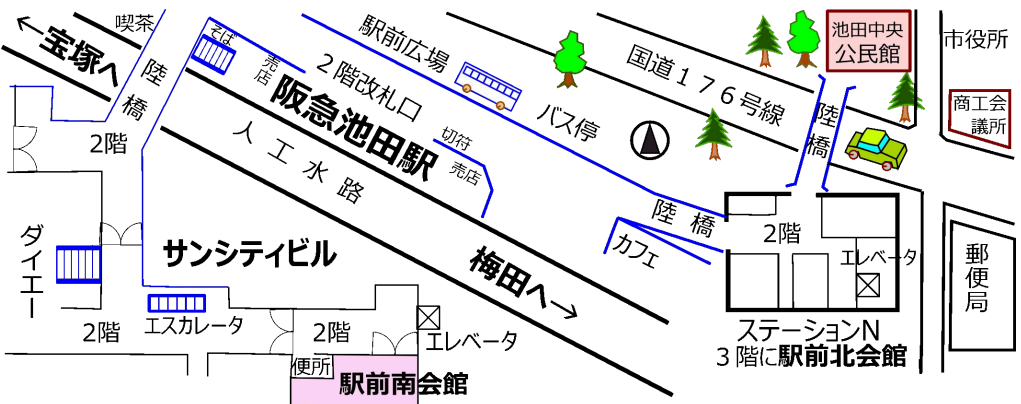 喫茶
←宝塚へ
陸橋
2階
そば
売店
2階改札口
阪急池田駅
切符
売店
人工水路
駅前広場
バス停
国道176号線
池田中央
公民館
市役所
商工会
議所
陸橋
陸橋
カフェ
2階
エレベータ
郵便局
ステーションN
3階に駅前北会館
梅田へ→
サンシティビル
ダイエー
エスカレータ
2階
2階
エレベータ
便所
駅前南会館